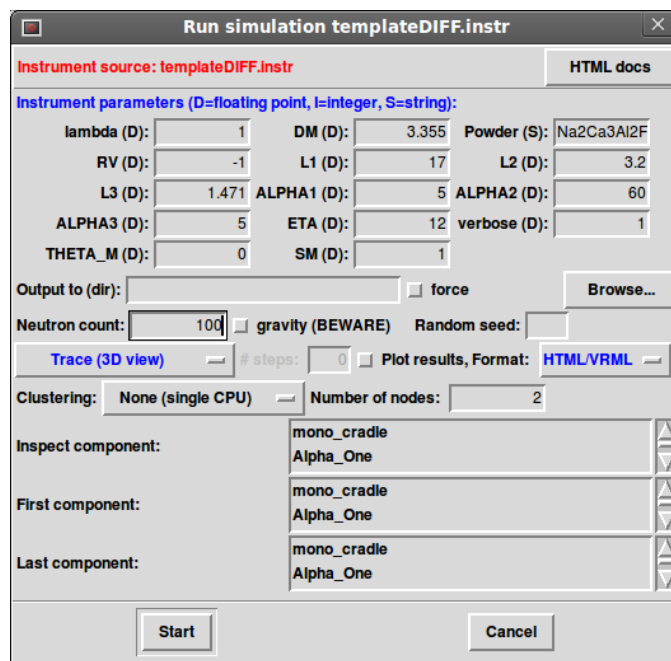 Run simulation templateDIFF.instr
Instrument source: templateDIFF.instr HTML docs
Instrument parameters (D=floating point, I=integer, S=string):
lambda (D): 1 DM (D): 3.355 Powder (S): Na2Ca3Al2F
RV (D): -1 L1 (D): 17 L2 (D): 3.2
L3 (D): 1.471 ALPHA1 (D): 5 ALPHA2 (D): 60
ALPHA3 (D): 5 ETA (D): 12 verbose (D): 1
THETA_M (D): 0 SM (D): 1
Output to (dir): force Browse...
Neutron count: 100 gravity (BEWARE) Random seed:
Trace (3D view) # steps: 0 Plot results, Format: HTML/VRML
Clustering: None (single CPU) Number of nodes: 2
Inspect component:
mono_cradle
Alpha_One
First component:
mono_cradle
Alpha_One
Last component:
mono_cradle
Alpha_One
Start Cancel